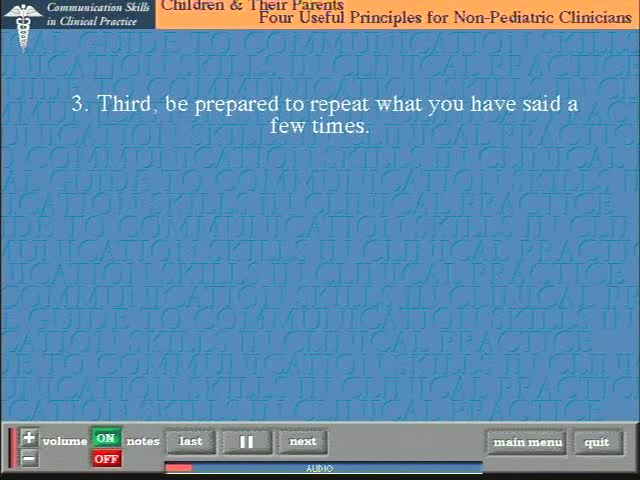 Communication Skills
in Clinical Practice
Children & Their Parents
Four Useful Principles for Non-Pediatric Clinicians
3. Third, be prepared to repeat what you have said a
few times.
+
volume
ON
notes
last
next
main menu
quit
−
OFF
AUDIO